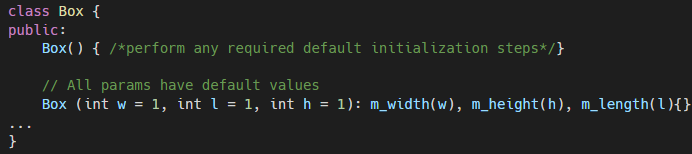 class Box {
public:
    Box() { /*perform any required default initialization steps*/}

    // All params have default values
    Box (int w = 1, int l = 1, int h = 1): m_width(w), m_height(h), m_length(l){}
...
}